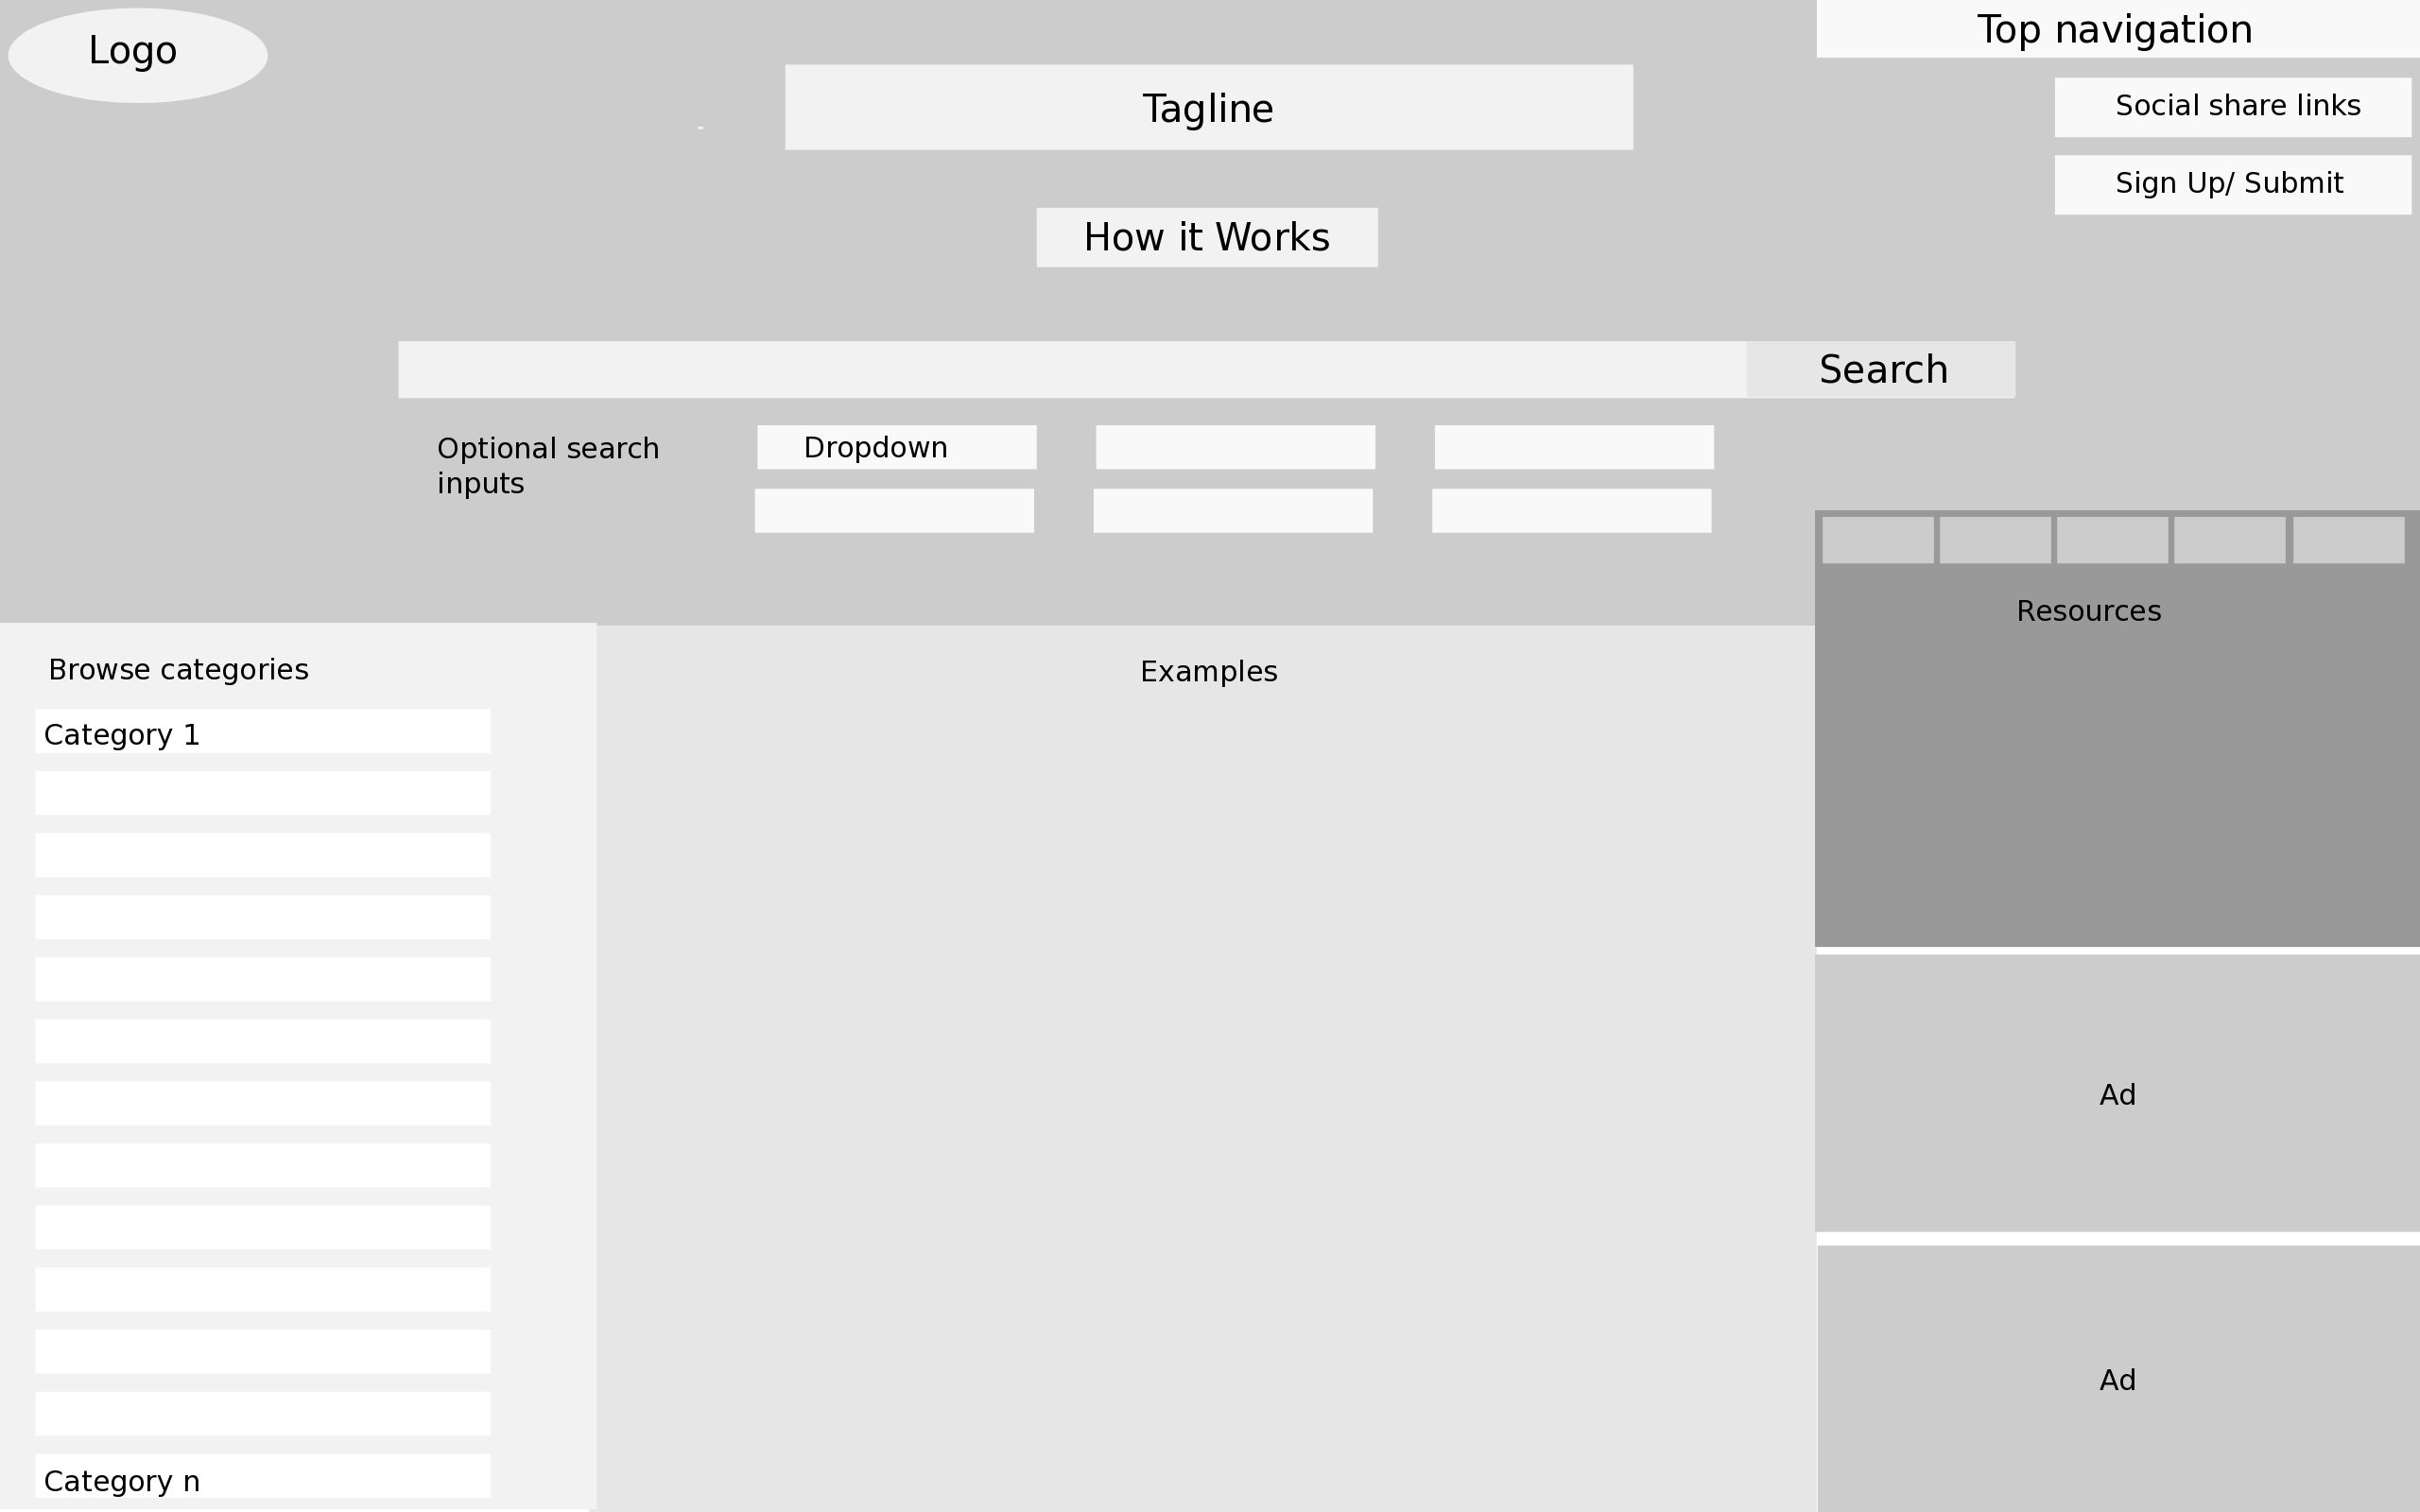 Logo
Top navigation
Tagline
Social share links
Sign Up/ Submit
How it Works
Search
Optional search
inputs
Dropdown
Resources
Browse categories
Examples
Category 1
Ad
Ad
Category n